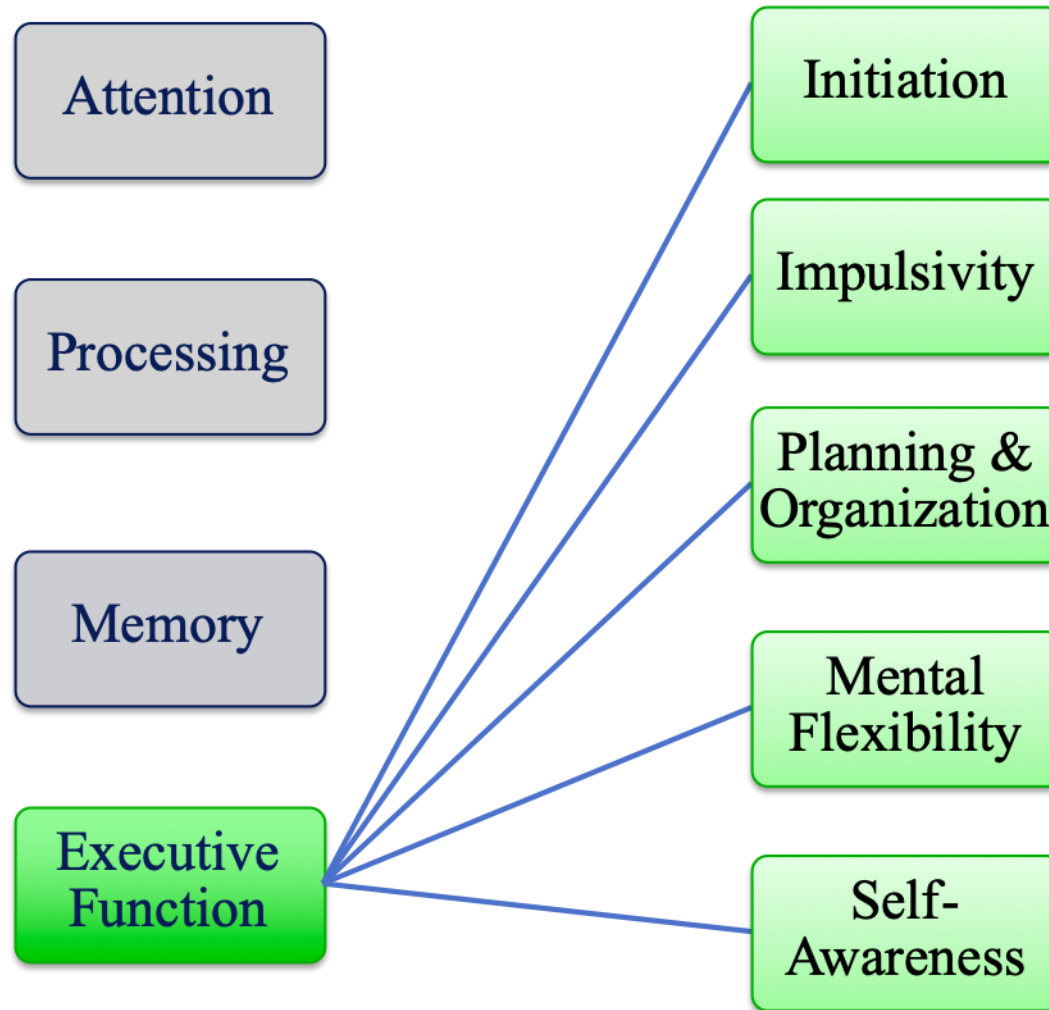 Attention
Processing
Memory
Executive
Function
Initiation
Impulsivity
Planning &
Organization
Mental
Flexibility
Self-
Awareness